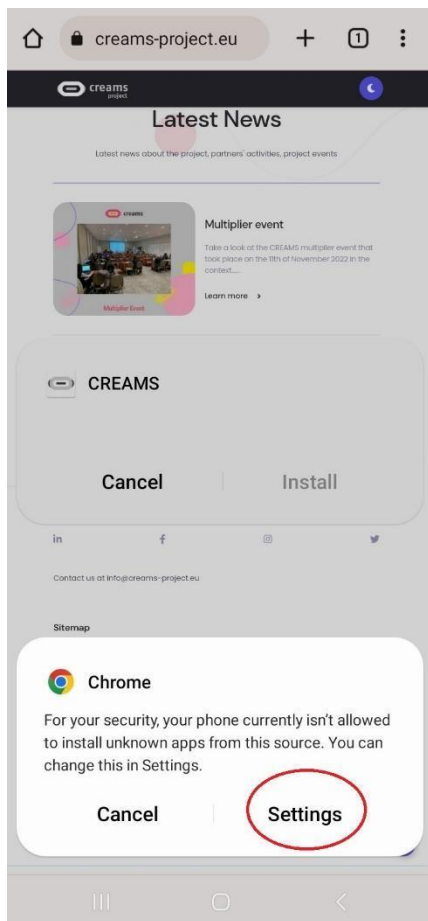 creams-project.eu
1
creams
project
Latest News
Latest news about the project, partners' activities, project events
creams
Multiplier Event
Multiplier event
Take a look at the CREAMS multiplier event that
took place on the 11th of November 2022 in the
context.....
Learn more >
CREAMS
Cancel
Install
Contact us at info@creams-project.eu
Sitemap
Chrome
For your security, your phone currently isn't allowed
to install unknown apps from this source. You can
change this in Settings.
Cancel
Settings